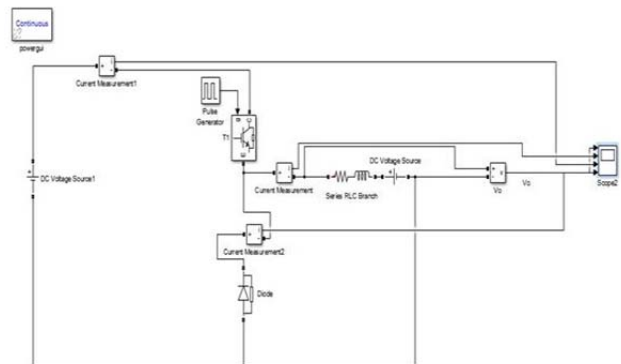 Continuous
powergui
Current Measurement1
Pulse
Generator
T1
DC Voltage Source1
DC Voltage Source
Current Measurement
Series RLC Branch
Vo
Vo
Scope2
Current Measurement2
Diode